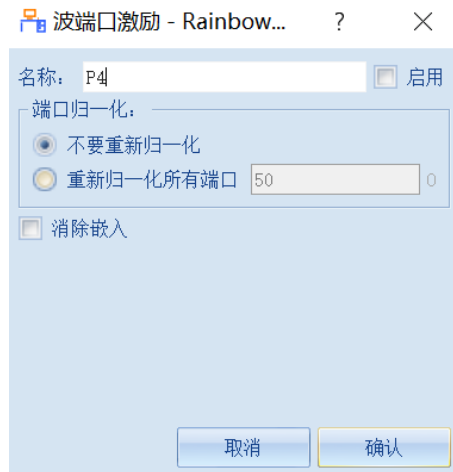 波端口激励 - Rainbow... ?
名称: P4 启用
端口归一化:
不要重新归一化
重新归一化所有端口 50 0
消除嵌入
取消 确认